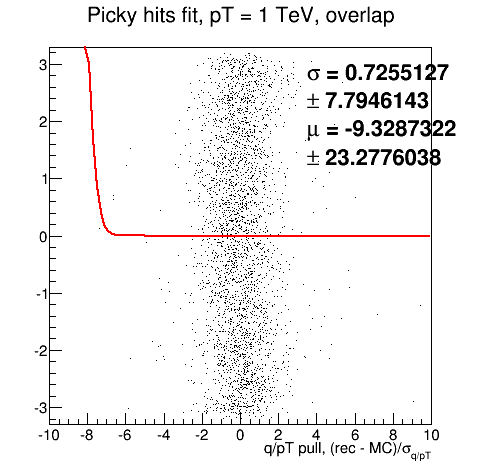 Picky hits fit, pT = 1 TeV, overlap
σ = 0.7255127
± 7.7946143
μ = -9.3287322
± 23.2776038
3
2
1
0
-1
-2
-3
-10 -8 -6 -4 -2 0 2 4 6 8 10
q/pT pull, (rec - MC)/σq/pT